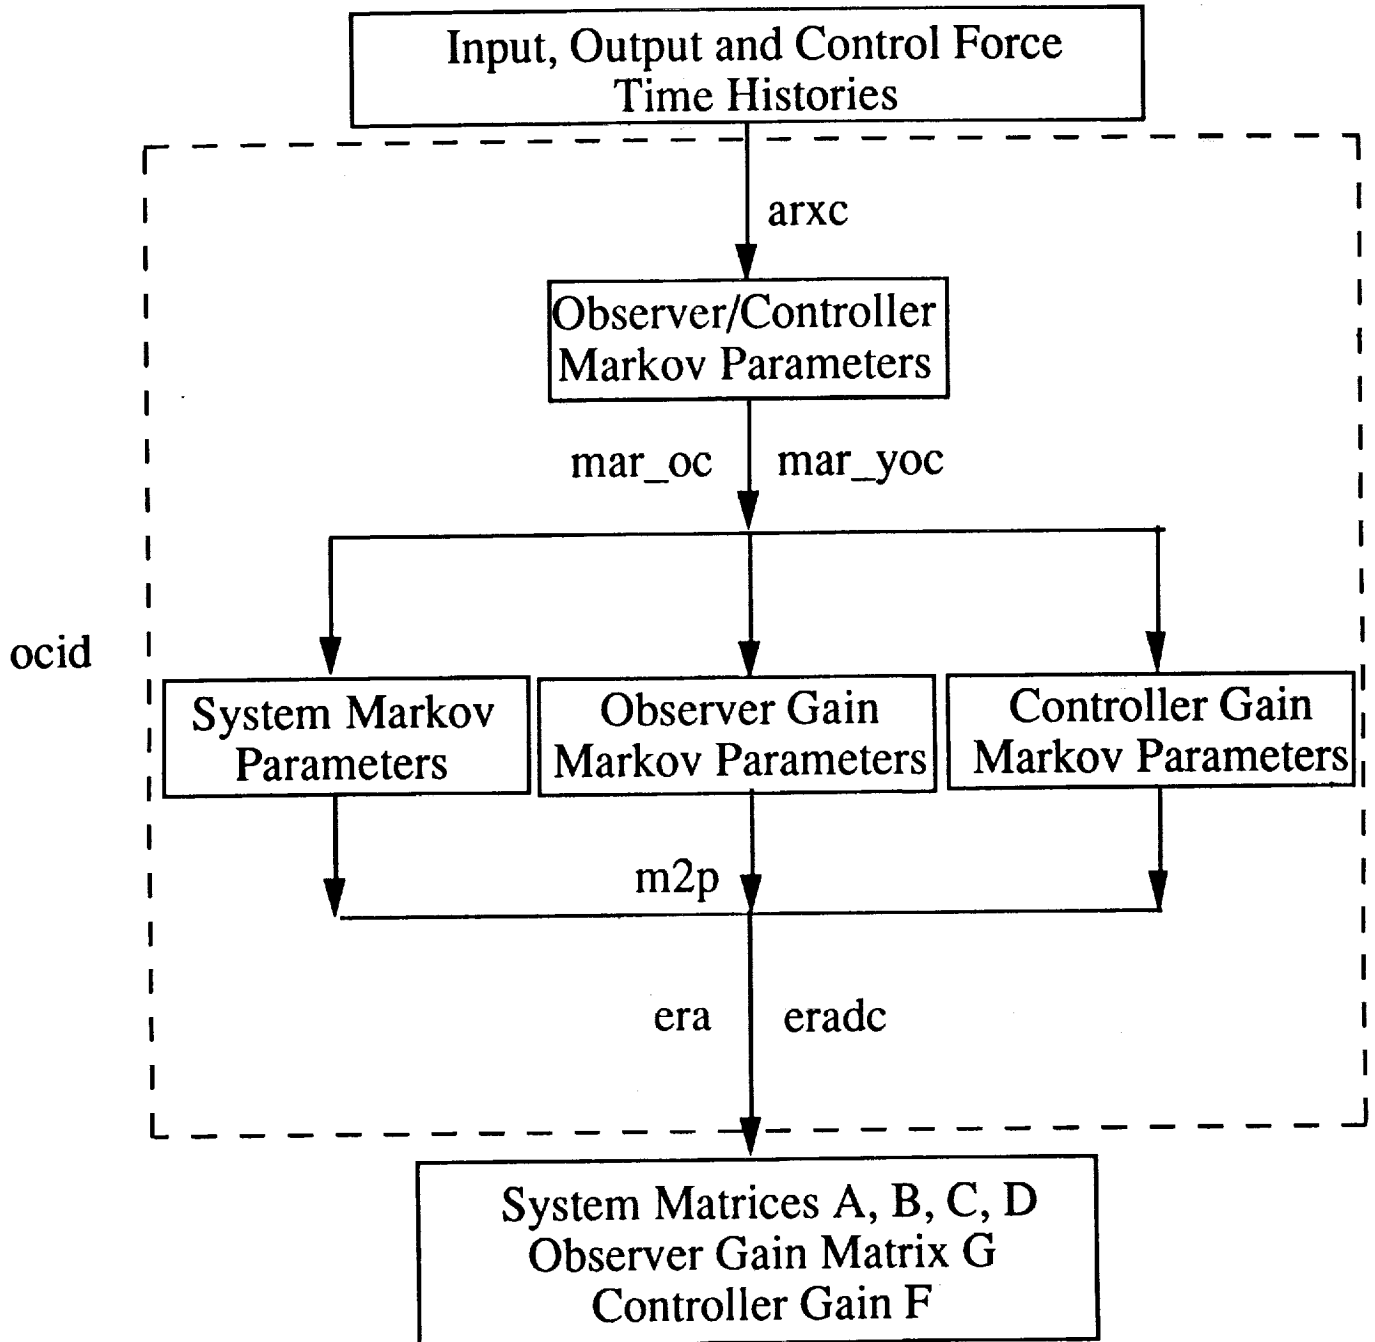 Input, Output and Control Force
Time Histories
arxc
Observer/Controller
Markov Parameters
mar_oc
mar_yoc
ocid
System Markov
Parameters
Observer Gain
Markov Parameters
Controller Gain
Markov Parameters
m2p
era
eradc
System Matrices A, B, C, D
Observer Gain Matrix G
Controller Gain F